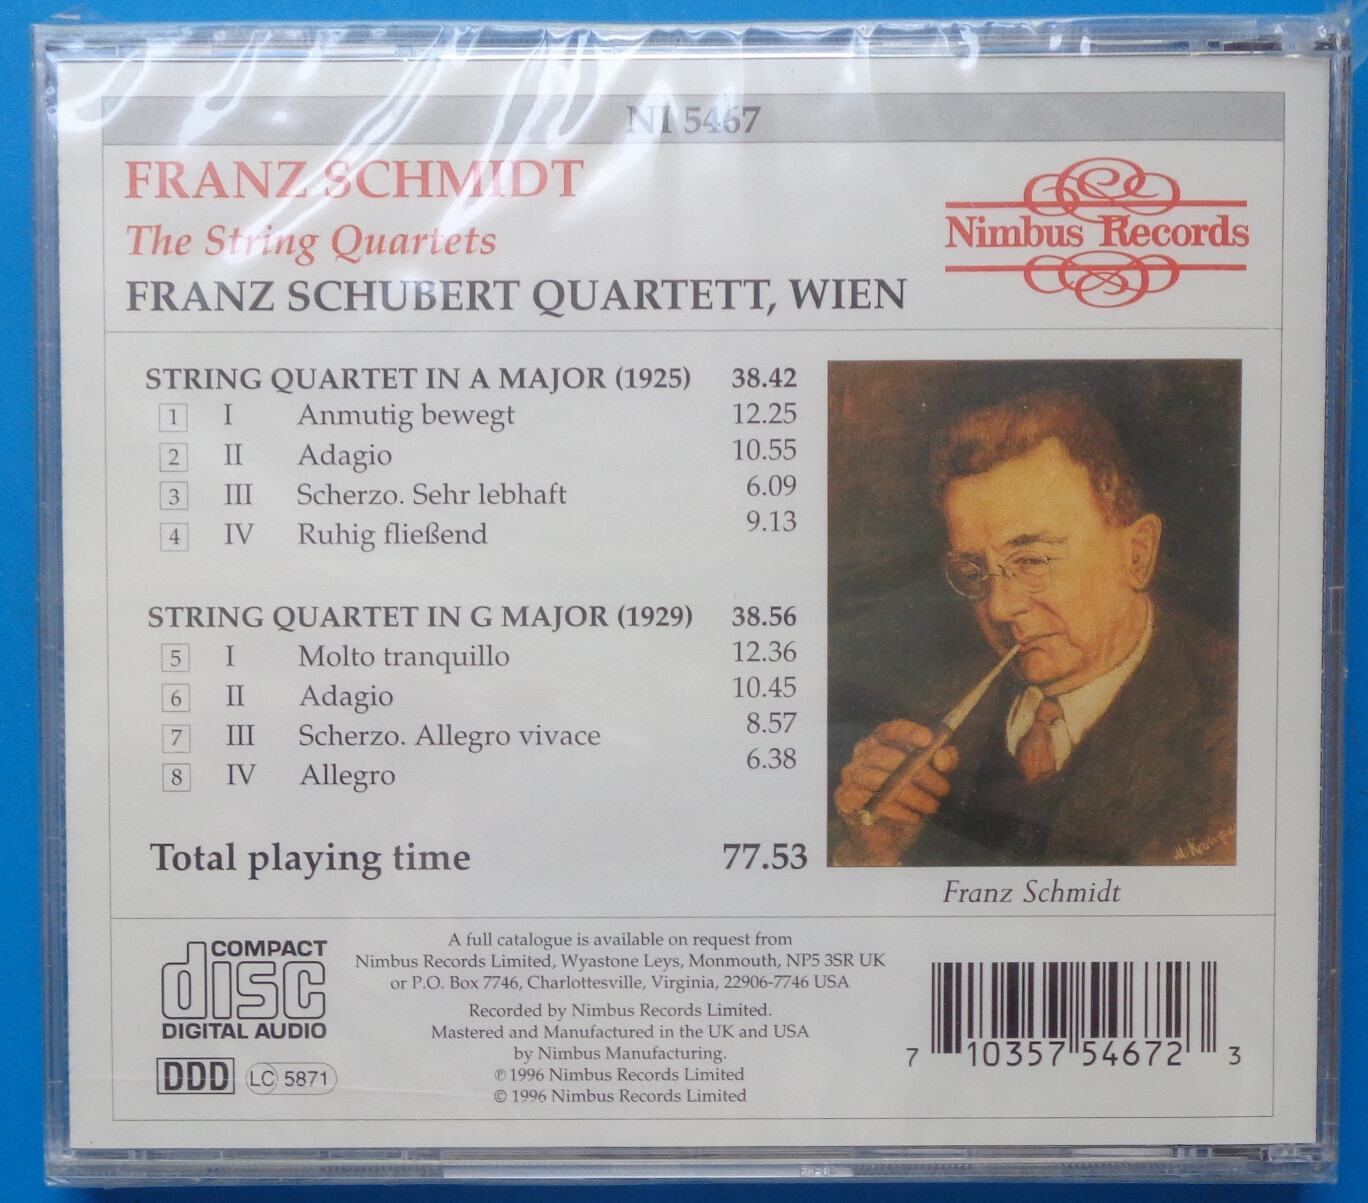 NI 5467
FRANZ SCHMIDT
The String Quartets
FRANZ SCHUBERT QUARTETT, WIEN
Nimbus Records
STRING QUARTET IN A MAJOR (1925) 38.42
1 I Anmutig bewegt 12.25
2 II Adagio 10.55
3 III Scherzo. Sehr lebhaft 6.09
4 IV Ruhig fließend 9.13
STRING QUARTET IN G MAJOR (1929) 38.56
5 I Molto tranquillo 12.36
6 II Adagio 10.45
7 III Scherzo. Allegro vivace 8.57
8 IV Allegro 6.38
Total playing time 77.53
Franz Schmidt
COMPACT
disc
DIGITAL AUDIO
DDD LC 5871
A full catalogue is available on request from
Nimbus Records Limited, Wyastone Leys, Monmouth, NP5 3SR UK
or P.O. Box 7746, Charlottesville, Virginia, 22906-7746 USA
Recorded by Nimbus Records Limited.
Mastered and Manufactured in the UK and USA
by Nimbus Manufacturing.
℗ 1996 Nimbus Records Limited
© 1996 Nimbus Records Limited
7 10357 54672 3